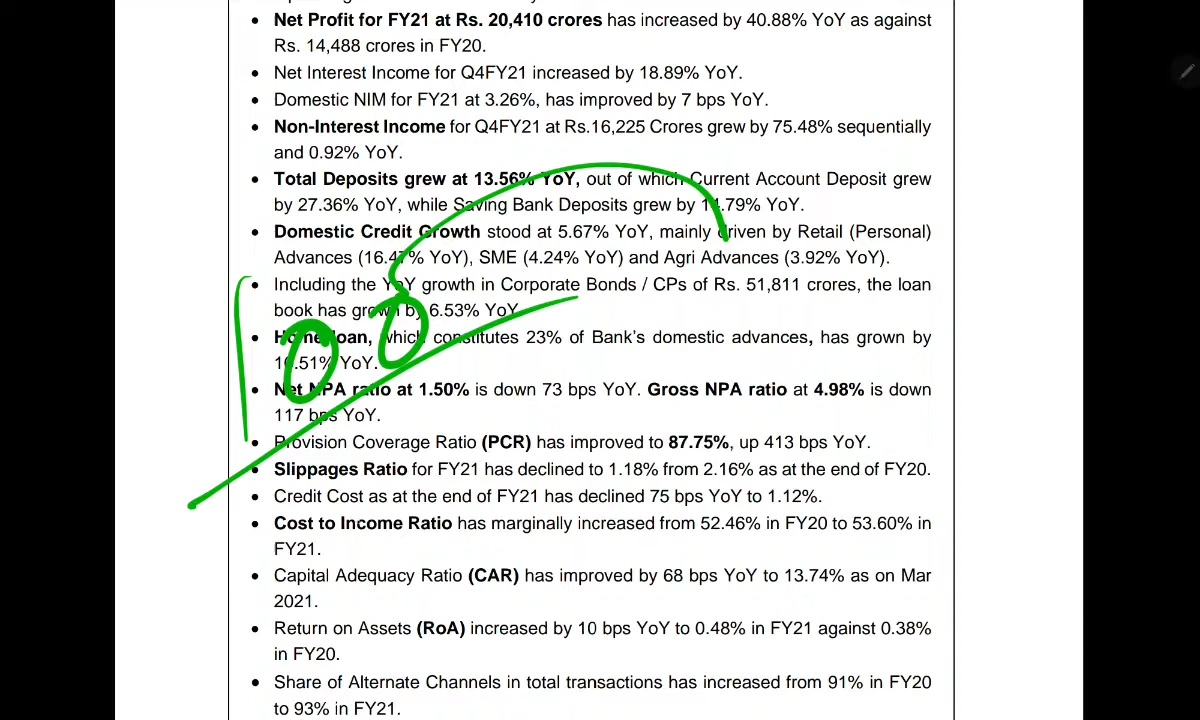 • Net Profit for FY21 at Rs. 20,410 crores has increased by 40.88% YoY as against
Rs. 14,488 crores in FY20.
• Net Interest Income for Q4FY21 increased by 18.89% YoY.
• Domestic NIM for FY21 at 3.26%, has improved by 7 bps YoY.
• Non-Interest Income for Q4FY21 at Rs.16,225 Crores grew by 75.48% sequentially
and 0.92% YoY.
• Total Deposits grew at 13.56% YoY, out of which Current Account Deposit grew
by 27.36% YoY, while Saving Bank Deposits grew by 14.79% YoY.
• Domestic Credit Growth stood at 5.67% YoY, mainly driven by Retail (Personal)
Advances (16.47% YoY), SME (4.24% YoY) and Agri Advances (3.92% YoY).
• Including the YoY growth in Corporate Bonds / CPs of Rs. 51,811 crores, the loan
book has grown by 6.53% YoY.
• Home loan, which constitutes 23% of Bank's domestic advances, has grown by
YoY.
• Net NPA ratio at 1.50% is down 73 bps YoY. Gross NPA ratio at 4.98% is down
117 bps YoY.
• Provision Coverage Ratio (PCR) has improved to 87.75%, up 413 bps YoY.
• Slippages Ratio for FY21 has declined to 1.18% from 2.16% as at the end of FY20.
• Credit Cost as at the end of FY21 has declined 75 bps YoY to 1.12%.
• Cost to Income Ratio has marginally increased from 52.46% in FY20 to 53.60% in
FY21.
• Capital Adequacy Ratio (CAR) has improved by 68 bps YoY to 13.74% as on Mar
2021.
• Return on Assets (RoA) increased by 10 bps YoY to 0.48% in FY21 against 0.38%
in FY20.
• Share of Alternate Channels in total transactions has increased from 91% in FY20
to 93% in FY21.
100